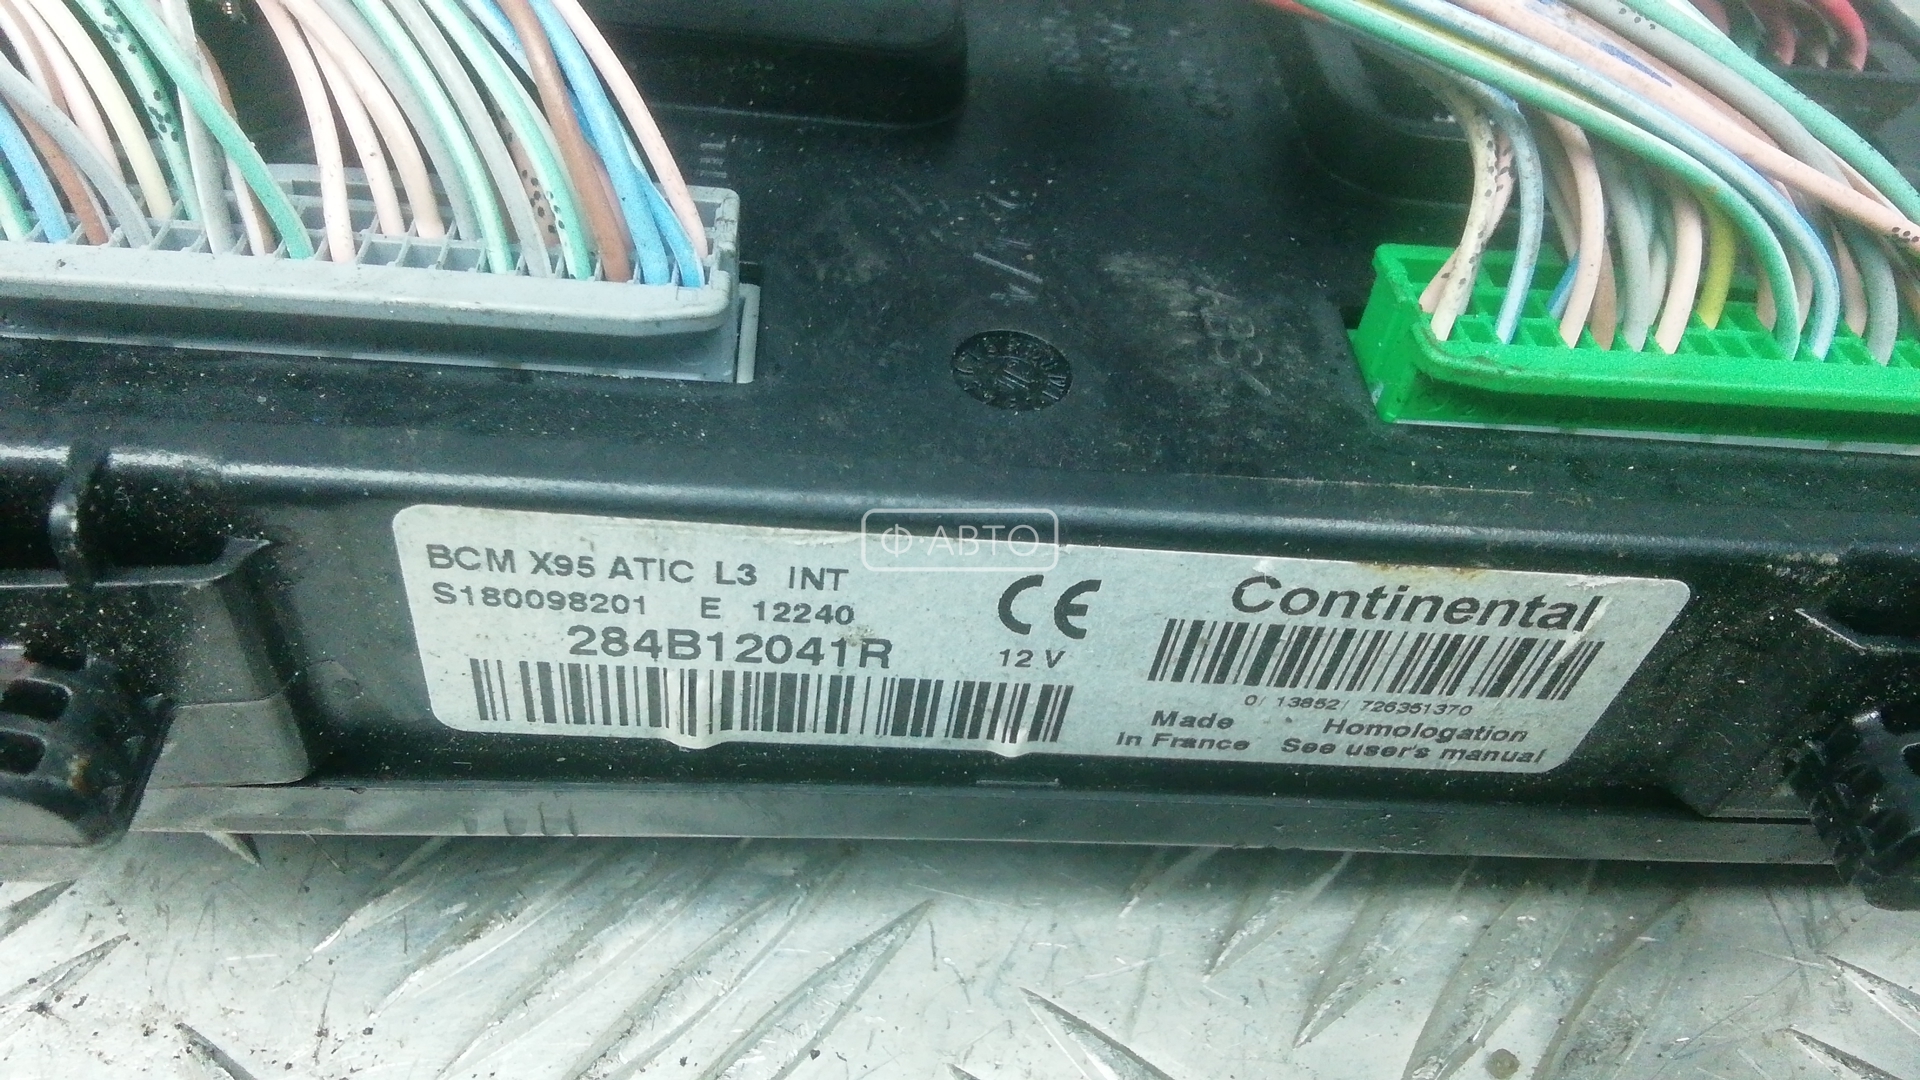 Ф·АВТО
BCM X95 ATIC L3 INT
S180098201 E 12240
284B12041R
CE
12 V
Continental
0/ 13852/ 726351370
Made
in France
Homologation
See user's manual